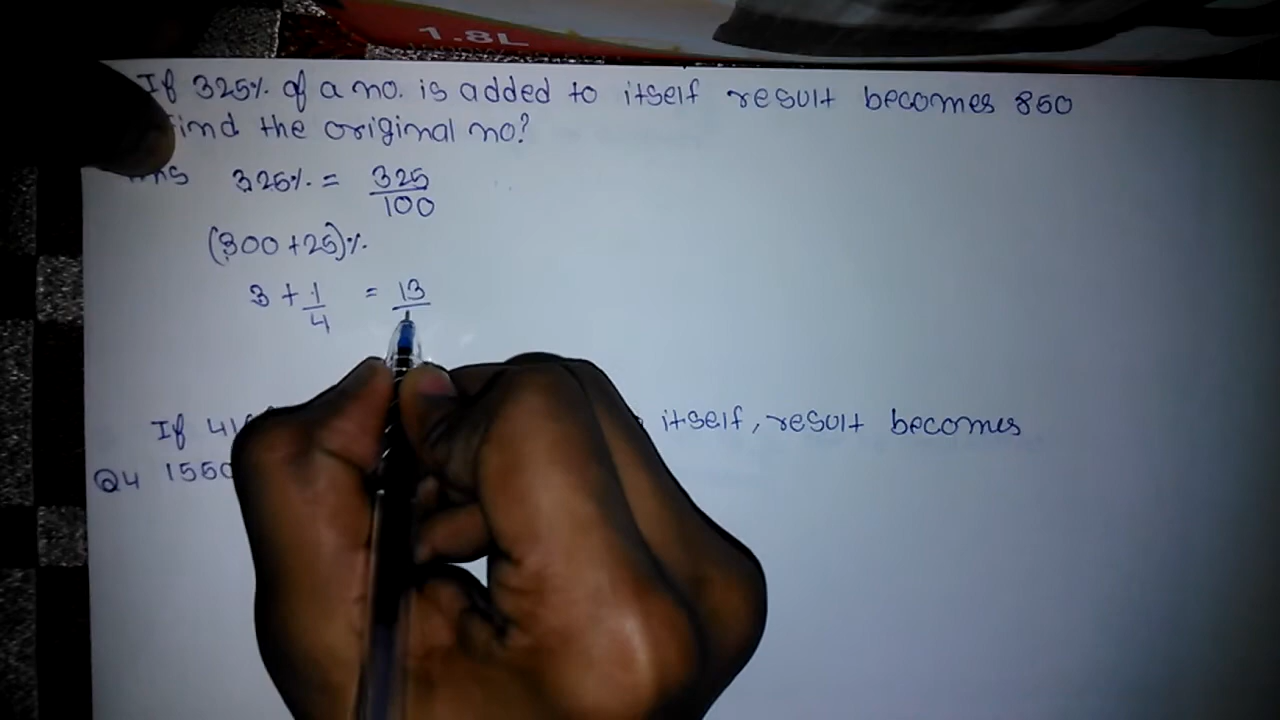 1.8L
If 325% of a no. is added to itself result becomes 850
find the original no?
Ans 325% = 325/100
(300+25)%
3 + 1/4 = 13
If itself, result becomes
Q4 1550